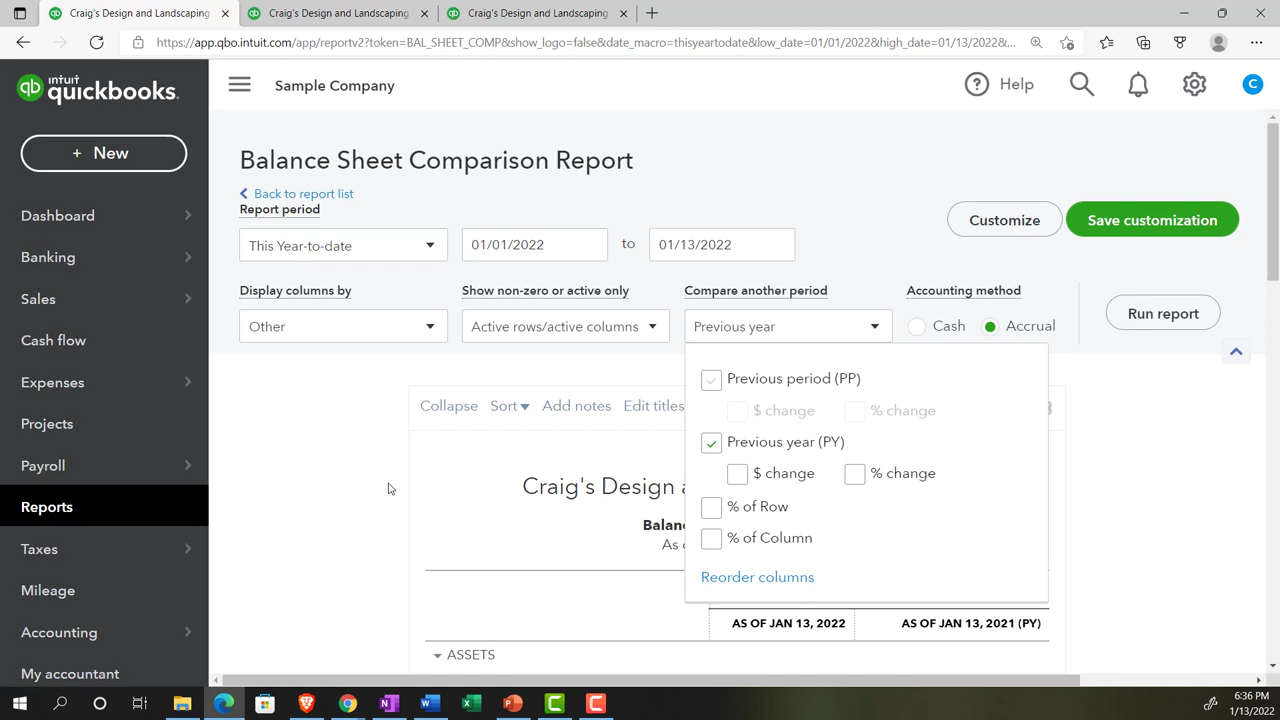 Craig's Design and Landscaping
Craig's Design and Landscaping
Craig's Design and Landscaping
https://app.qbo.intuit.com/app/reportv2?token=BAL_SHEET_COMP&show_logo=false&date_macro=thisyeartodate&low_date=01/01/2022&high_date=01/13/2022&...
intuit quickbooks.
Sample Company
Help
C
+ New
Dashboard
Banking
Sales
Cash flow
Expenses
Projects
Payroll
Reports
Taxes
Mileage
Accounting
My accountant
Balance Sheet Comparison Report
Back to report list
Report period
This Year-to-date
01/01/2022
to
01/13/2022
Customize
Save customization
Display columns by
Show non-zero or active only
Compare another period
Accounting method
Other
Active rows/active columns
Previous year
Cash
Accrual
Run report
Previous period (PP)
$ change
% change
Previous year (PY)
$ change
% change
% of Row
% of Column
Reorder columns
Collapse
Sort
Add notes
Edit titles
Craig's Design
Balan
As
AS OF JAN 13, 2022
AS OF JAN 13, 2021 (PY)
ASSETS
6:36 PM
1/13/2022